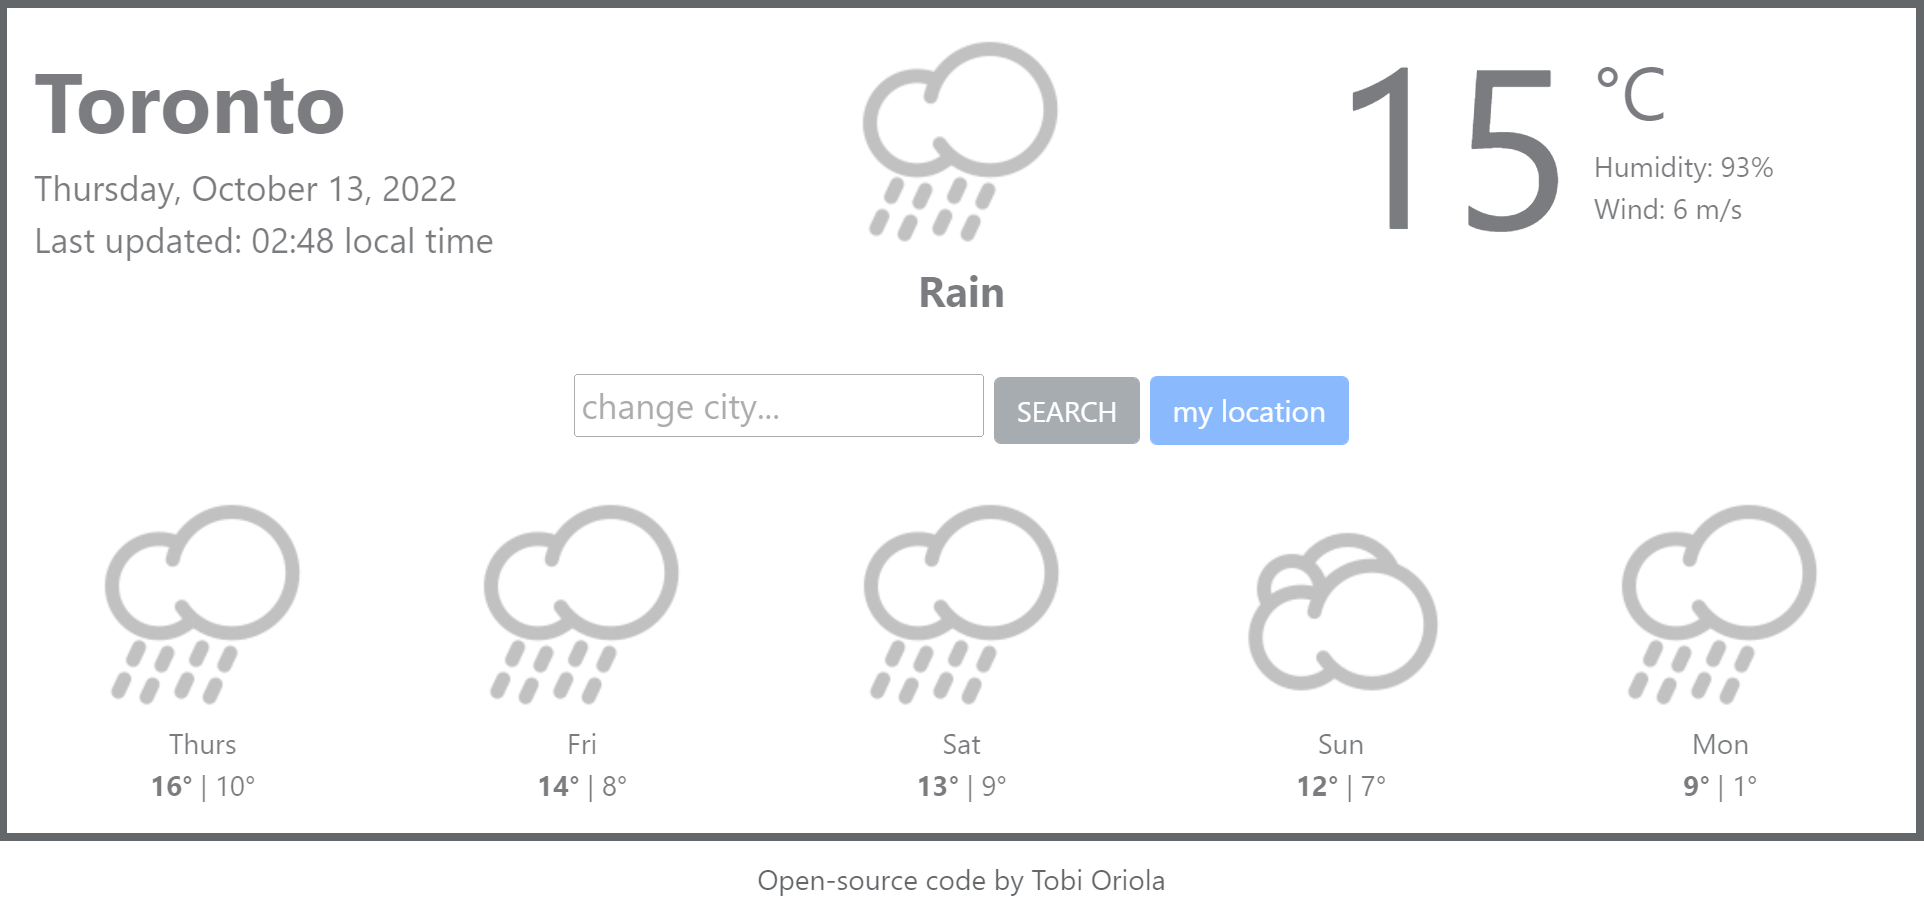 Toronto
Thursday, October 13, 2022
Last updated: 02:48 local time
Rain
15 °C
Humidity: 93%
Wind: 6 m/s
change city...
SEARCH
my location
Thurs
16° | 10°
Fri
14° | 8°
Sat
13° | 9°
Sun
12° | 7°
Mon
9° | 1°
Open-source code by Tobi Oriola